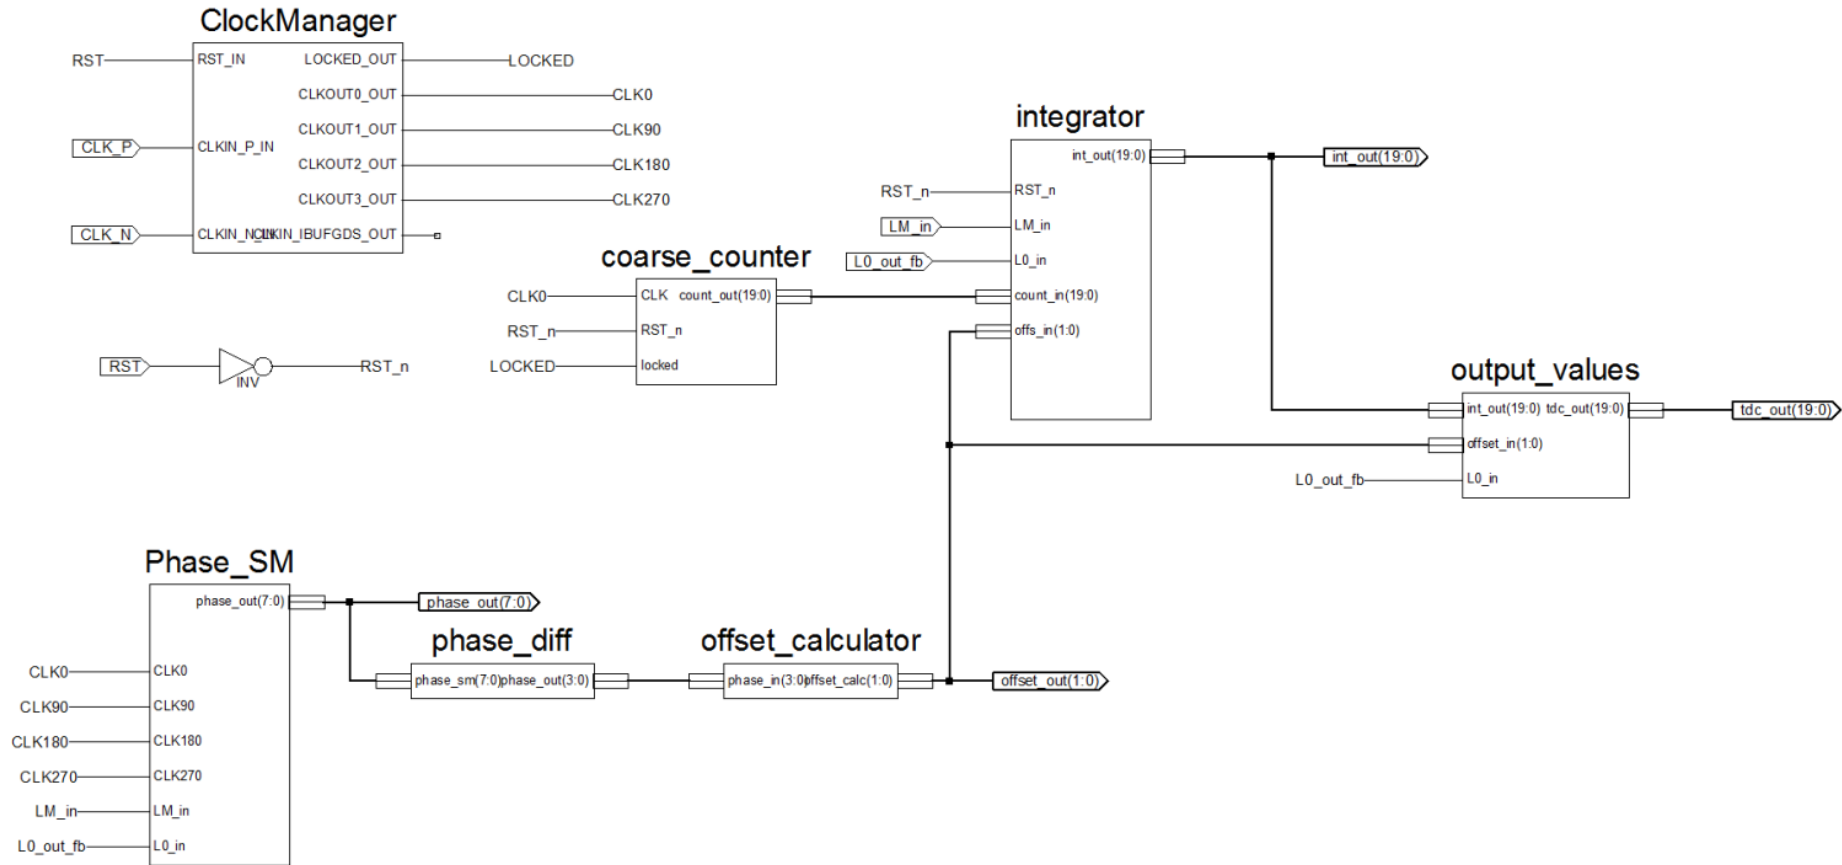 ClockManager
RST
RST_IN
LOCKED_OUT
LOCKED
CLKOUT0_OUT
CLK0
CLKOUT1_OUT
CLK90
CLK_P
CLKIN_P_IN
CLKOUT2_OUT
CLK180
CLKOUT3_OUT
CLK270
CLK_N
CLKIN_N_IN
CLKIN_IBUFGDS_OUT
RST
INV
RST_n
coarse_counter
CLK0
CLK
count_out(19:0)
RST_n
RST_n
LOCKED
locked
integrator
int_out(19:0)
int_out(19:0)
RST_n
RST_n
LM_in
LM_in
L0_out_fb
L0_in
count_in(19:0)
offs_in(1:0)
output_values
int_out(19:0)
tdc_out(19:0)
tdc_out(19:0)
offset_in(1:0)
L0_out_fb
L0_in
Phase_SM
phase_out(7:0)
phase_out(7:0)
CLK0
CLK0
CLK90
CLK90
CLK180
CLK180
CLK270
CLK270
LM_in
LM_in
L0_out_fb
L0_in
phase_diff
phase_sm(7:0)
phase_out(3:0)
offset_calculator
phase_in(3:0)
offset_calc(1:0)
offset_out(1:0)